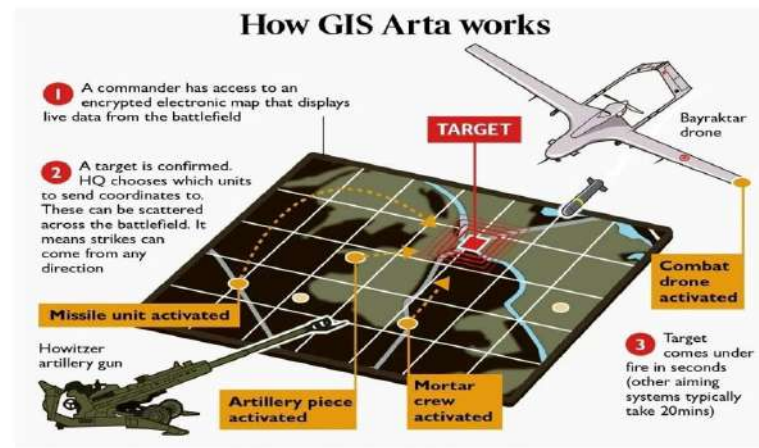 How GIS Arta works
1 A commander has access to an
encrypted electronic map that displays
live data from the battlefield
2 A target is confirmed.
HQ chooses which units
to send coordinates to.
These can be scattered
across the battlefield. It
means strikes can
come from any
direction
TARGET
Bayraktar
drone
Combat
drone
activated
Missile unit activated
Howitzer
artillery gun
Artillery piece
activated
Mortar
crew
activated
3 Target
comes under
fire in seconds
(other aiming
systems typically
take 20mins)